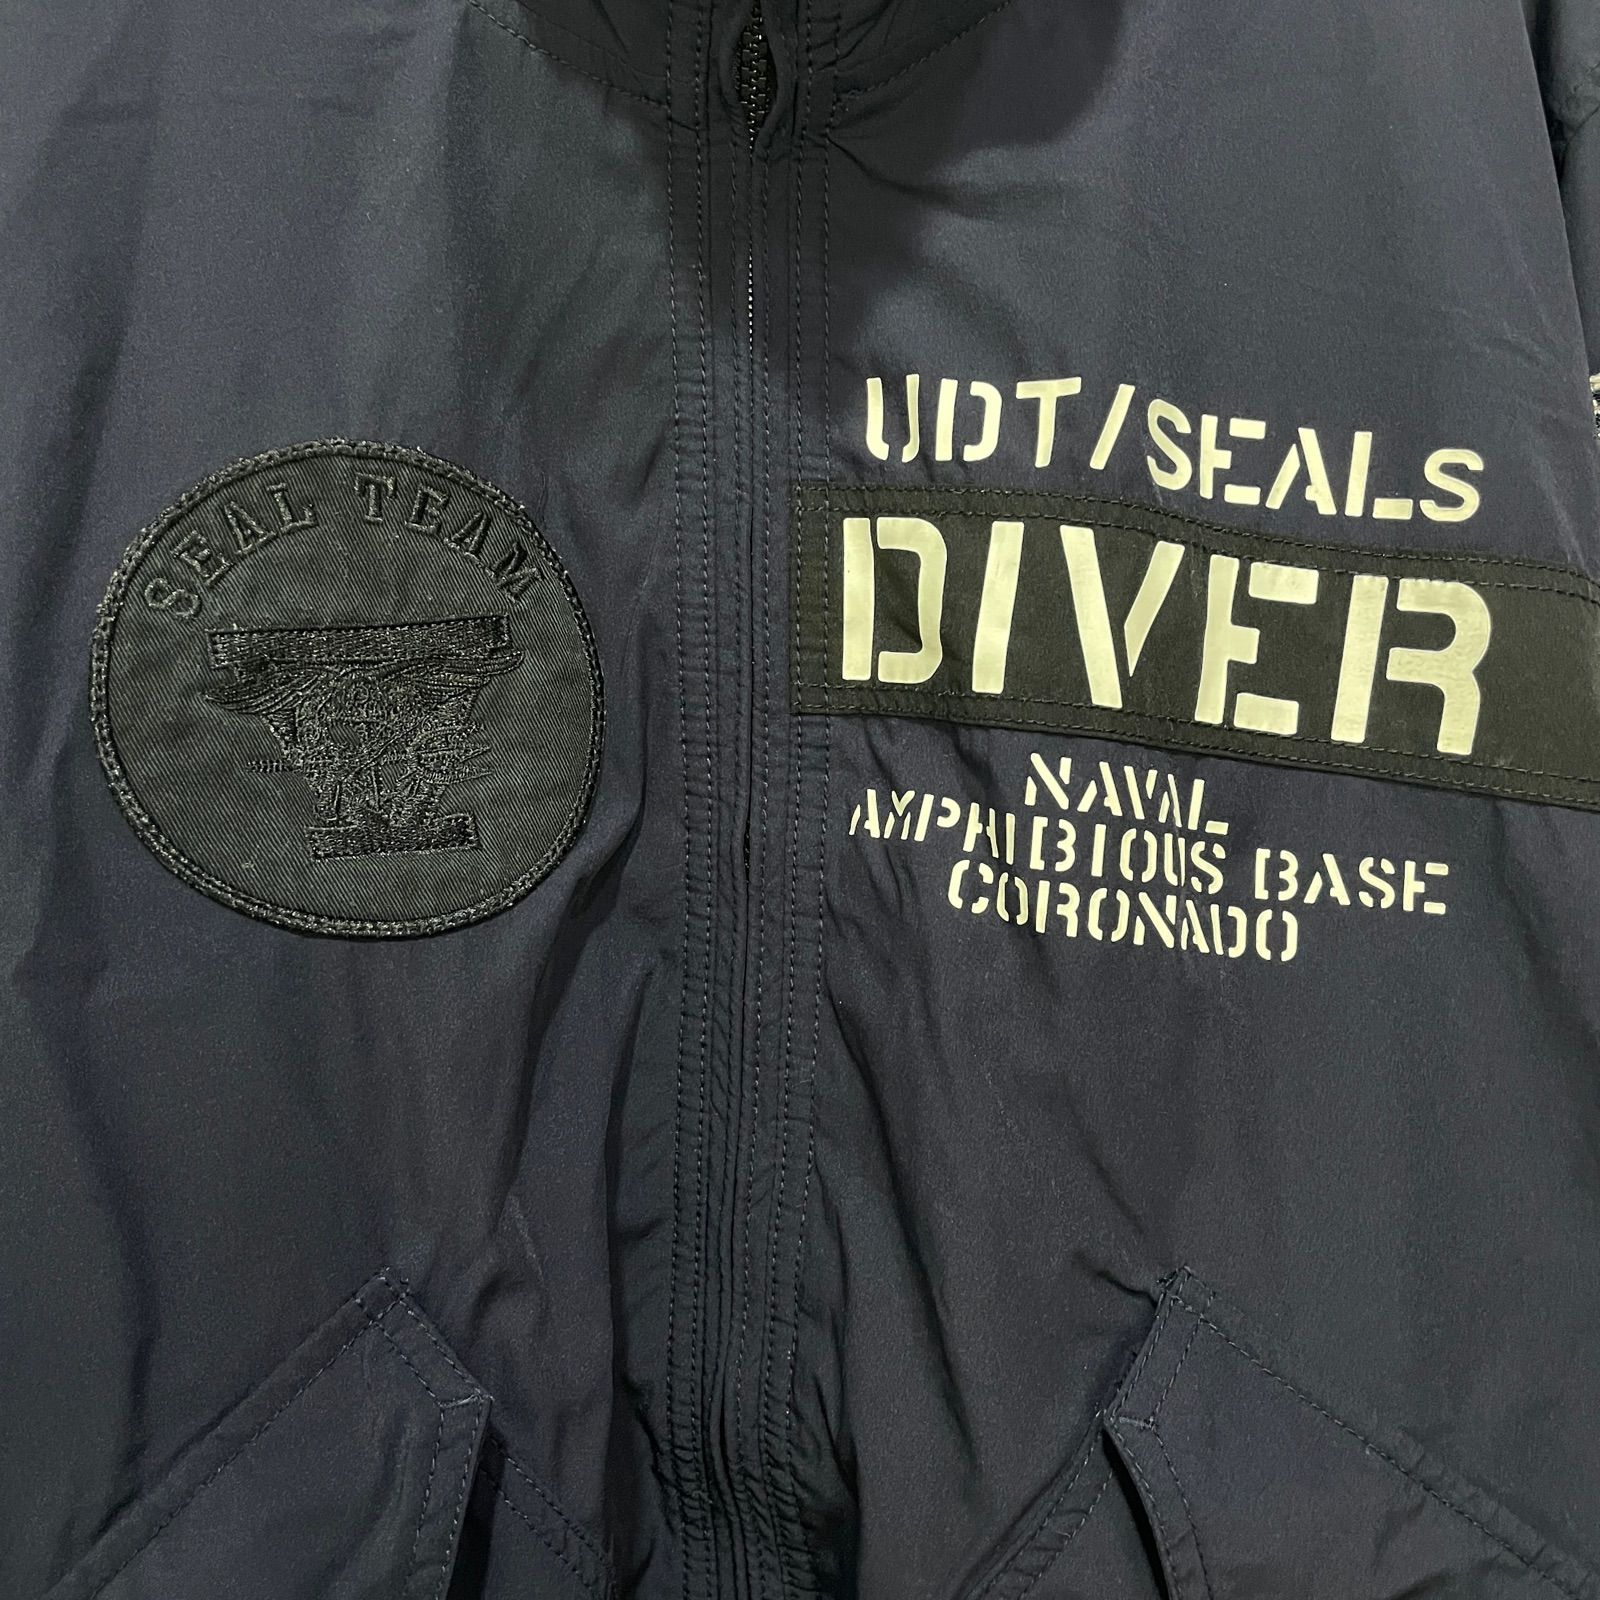 SEAL TEAM
V
UDT/SEALS
DIVER
NAVAL
AMPHIBIOUS BASE
CORONADO